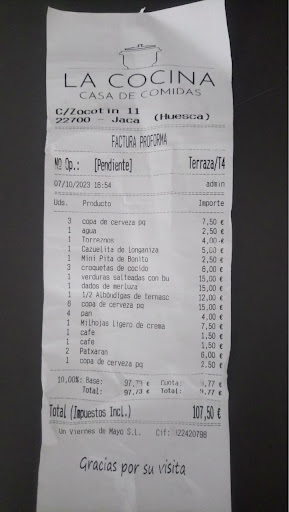 LA COCINA
CASA DE COMIDAS
C/Zocotin 11
22700 - Jaca (Huesca)
FACTURA PROFORMA
Nº Op.: [Pendiente] Terraza/T4
07/10/2023 16:54 admin
Uds. Producto Importe
3 copa de cerveza pq 7,50 €
1 agua 2,50 €
1 Torreznos 4,00 €
1 Cazuelita de longaniza 5,00 €
1 Mini Pita de Bonito 2,50 €
3 croquetas de cocido 6,00 €
1 verduras salteadas con bu 15,00 €
1 dados de merluza 15,00 €
1 1/2 Albóndigas de ternasc 12,00 €
6 copa de cerveza pq 15,00 €
4 pan 4,00 €
1 Milhojas ligero de crema 7,50 €
1 cafe 1,50 €
1 cafe 1,50 €
2 Patxaran 6,00 €
1 copa de cerveza pq 2,50 €
10,00%: Base: 97,73 € Cuota: 9,77 €
Total: 97,73 € Total: 9,77 €
Total (Impuestos Incl.) 107,50 €
Un Viernes de Mayo S.L. Cif: B22420798
Gracias por su visita